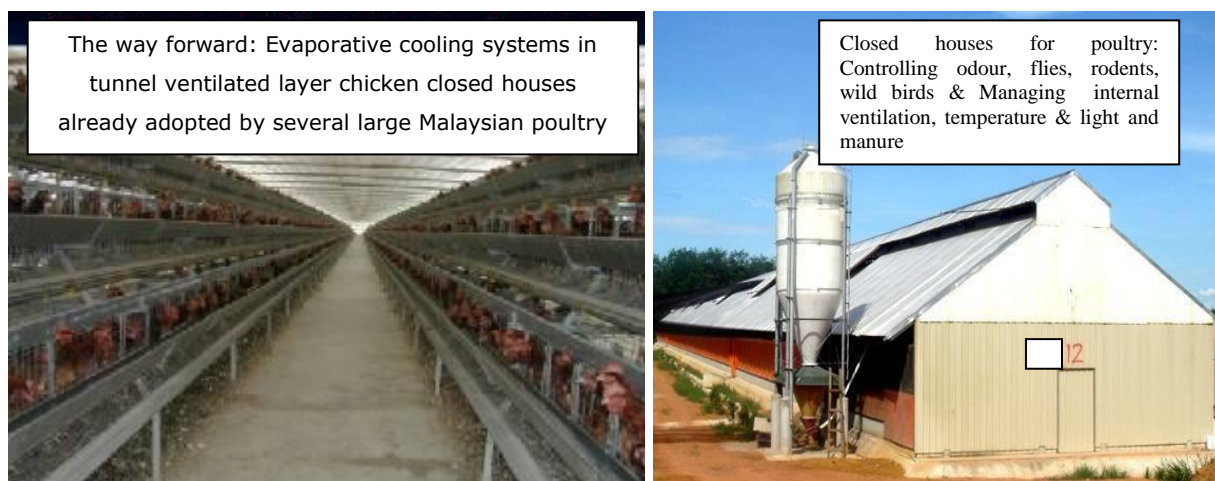 The way forward: Evaporative cooling systems in
tunnel ventilated layer chicken closed houses
already adopted by several large Malaysian poultry
Closed houses for poultry:
Controlling odour, flies, rodents,
wild birds & Managing internal
ventilation, temperature & light and
manure
12